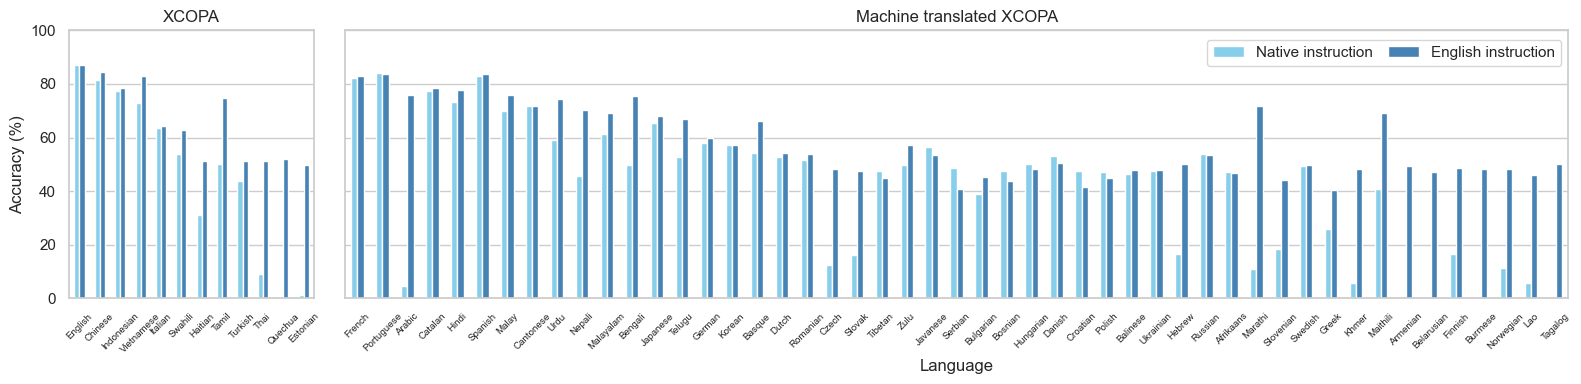 XCOPA
Machine translated XCOPA
Accuracy (%)
100
80
60
40
20
0
Native instruction
English instruction
English
Chinese
Indonesian
Vietnamese
Italian
Swahili
Haitian
Tamil
Turkish
Thai
Quechua
Estonian
French
Portuguese
Arabic
Catalan
Hindi
Spanish
Malay
Cantonese
Urdu
Nepali
Malayalam
Bengali
Japanese
Telugu
German
Korean
Basque
Dutch
Romanian
Czech
Slovak
Tibetan
Zulu
Javanese
Serbian
Bulgarian
Bosnian
Hungarian
Danish
Croatian
Polish
Balinese
Ukrainian
Hebrew
Russian
Afrikaans
Marathi
Slovenian
Swedish
Greek
Khmer
Maithili
Armenian
Belarusian
Finnish
Burmese
Norwegian
Lao
Tagalog
Language